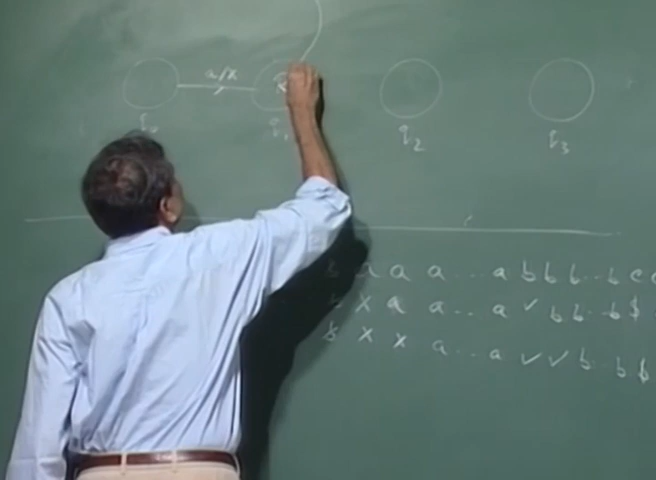 a/x
R
q₀ q₁ q₂ q₃
a a a . . . a b b b . . b c
x a a . . . a ✓ b b . . b $
$ x x a . . . a ✓ ✓ b . . b $